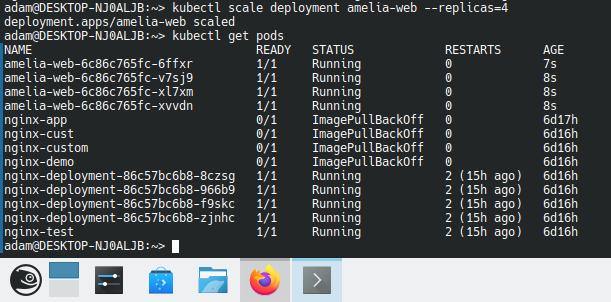 adam@DESKTOP-NJ0ALJB:~> kubectl scale deployment amelia-web --replicas=4
deployment.apps/amelia-web scaled
adam@DESKTOP-NJ0ALJB:~> kubectl get pods
NAME READY STATUS RESTARTS AGE
amelia-web-6c86c765fc-6ffxr 1/1 Running 0 7s
amelia-web-6c86c765fc-v7sj9 1/1 Running 0 8s
amelia-web-6c86c765fc-xl7xm 1/1 Running 0 8s
amelia-web-6c86c765fc-xvvdn 1/1 Running 0 8s
nginx-app 0/1 ImagePullBackOff 0 6d17h
nginx-cust 0/1 ImagePullBackOff 0 6d16h
nginx-custom 0/1 ImagePullBackOff 0 6d16h
nginx-demo 0/1 ImagePullBackOff 0 6d16h
nginx-deployment-86c57bc6b8-8czsg 1/1 Running 2 (15h ago) 6d16h
nginx-deployment-86c57bc6b8-966b9 1/1 Running 2 (15h ago) 6d16h
nginx-deployment-86c57bc6b8-f9skc 1/1 Running 2 (15h ago) 6d16h
nginx-deployment-86c57bc6b8-zjnhc 1/1 Running 2 (15h ago) 6d16h
nginx-test 1/1 Running 2 (15h ago) 6d16h
adam@DESKTOP-NJ0ALJB:~>